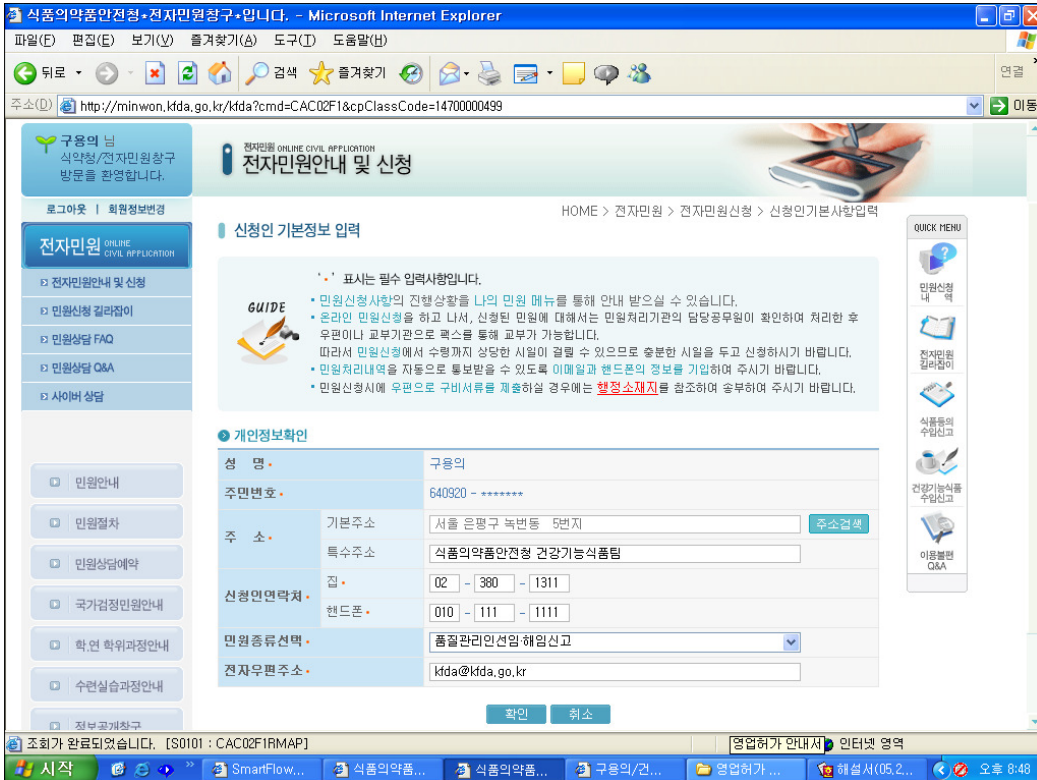 식품의약품안전청*전자민원창구*입니다. - Microsoft Internet Explorer
파일(F) 편집(E) 보기(V) 즐겨찾기(A) 도구(T) 도움말(H)
뒤로 검색 즐겨찾기 연결
주소(D) http://minwon.kfda.go.kr/kfda?cmd=CAC02F1&cpClassCode=14700000499 이동
구용의 님
식약청/전자민원창구
방문을 환영합니다.
로그아웃 | 회원정보변경
전자민원 ONLINE CIVIL APPLICATION
전자민원안내 및 신청
민원신청 길라잡이
민원상담 FAQ
민원상담 Q&A
사이버 상담
민원안내
민원절차
민원상담예약
국가검정민원안내
학.연 학위과정안내
수련실습과정안내
정보공개창구
전자민원 ONLINE CIVIL APPLICATION
전자민원안내 및 신청
HOME > 전자민원 > 전자민원신청 > 신청인기본사항입력
신청인 기본정보 입력
GUIDE
'•' 표시는 필수 입력사항입니다.
• 민원신청사항의 진행상황을 나의 민원 메뉴를 통해 안내 받으실 수 있습니다.
• 온라인 민원신청을 하고 나서, 신청된 민원에 대해서는 민원처리기관의 담당공무원이 확인하여 처리한 후
우편이나 교부기관으로 팩스를 통해 교부가 가능합니다.
따라서 민원신청에서 수령까지 상당한 시일이 걸릴 수 있으므로 충분한 시일을 두고 신청하시기 바랍니다.
• 민원처리내역을 자동으로 통보받을 수 있도록 이메일과 핸드폰의 정보를 기입하여 주시기 바랍니다.
• 민원신청시에 우편으로 구비서류를 제출하실 경우에는 행정소재지를 참조하여 송부하여 주시기 바랍니다.
개인정보확인
성 명• 구용의
주민번호• 640920 - *******
주 소• 기본주소 서울 은평구 녹번동 5번지 주소검색
특수주소 식품의약품안전청 건강기능식품팀
신청인연락처• 집• 02 - 380 - 1311
핸드폰• 010 - 111 - 1111
민원종류선택• 품질관리인선임·해임신고
전자우편주소• kfda@kfda.go.kr
확인 취소
QUICK MENU
민원신청
내 역
전자민원
길라잡이
식품등의
수입신고
건강기능식품
수입신고
이용불편
Q&A
조회가 완료되었습니다. [S0101 : CAC02F1RMAP] 영업허가 안내서 인터넷 영역
시작 SmartFlow... 식품의약품... 식품의약품... 구용의/건... 영업허가 ... 해설서(05,2... 오후 8:48